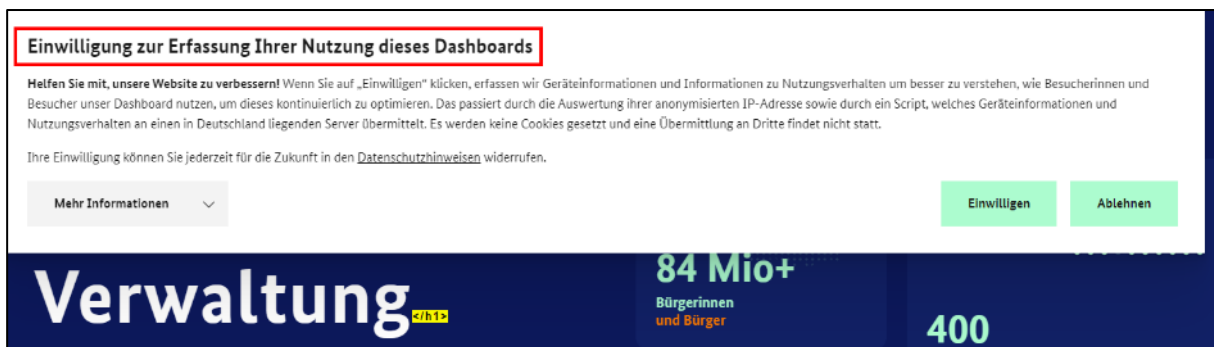 Einwilligung zur Erfassung Ihrer Nutzung dieses Dashboards
Helfen Sie mit, unsere Website zu verbessern! Wenn Sie auf „Einwilligen“ klicken, erfassen wir Geräteinformationen und Informationen zu Nutzungsverhalten um besser zu verstehen, wie Besucherinnen und
Besucher unser Dashboard nutzen, um dieses kontinuierlich zu optimieren. Das passiert durch die Auswertung ihrer anonymisierten IP-Adresse sowie durch ein Script, welches Geräteinformationen und
Nutzungsverhalten an einen in Deutschland liegenden Server übermittelt. Es werden keine Cookies gesetzt und eine Übermittlung an Dritte findet nicht statt.
Ihre Einwilligung können Sie jederzeit für die Zukunft in den Datenschutzhinweisen widerrufen.
Mehr Informationen
Einwilligen
Ablehnen
Verwaltung</h1>
84 Mio+
Bürgerinnen
und Bürger
400